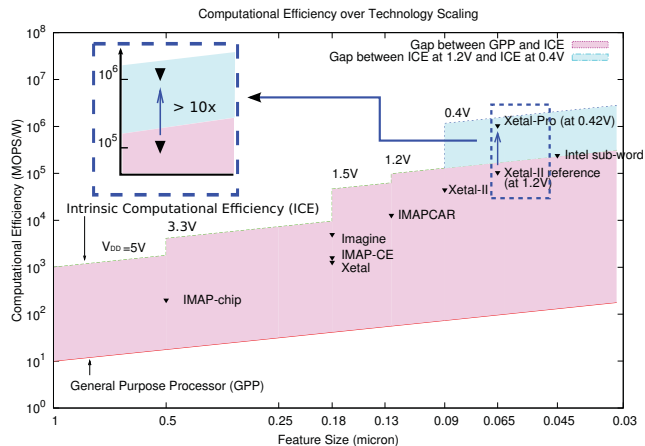 Computational Efficiency over Technology Scaling
Computational Efficiency (MOPS/W)
10^8
10^7
10^6
10^5
10^4
10^3
10^2
10^1
10^0
Gap between GPP and ICE
Gap between ICE at 1.2V and ICE at 0.4V
10^6
> 10x
10^5
0.4V
Xetal-Pro (at 0.42V)
Intel sub-word
1.2V
Xetal-II reference
(at 1.2V)
1.5V
Xetal-II
Intrinsic Computational Efficiency (ICE)
IMAPCAR
3.3V
Imagine
V_DD=5V
IMAP-CE
Xetal
IMAP-chip
General Purpose Processor (GPP)
1
0.5
0.25
0.18
0.13
0.09
0.065
0.045
0.03
Feature Size (micron)